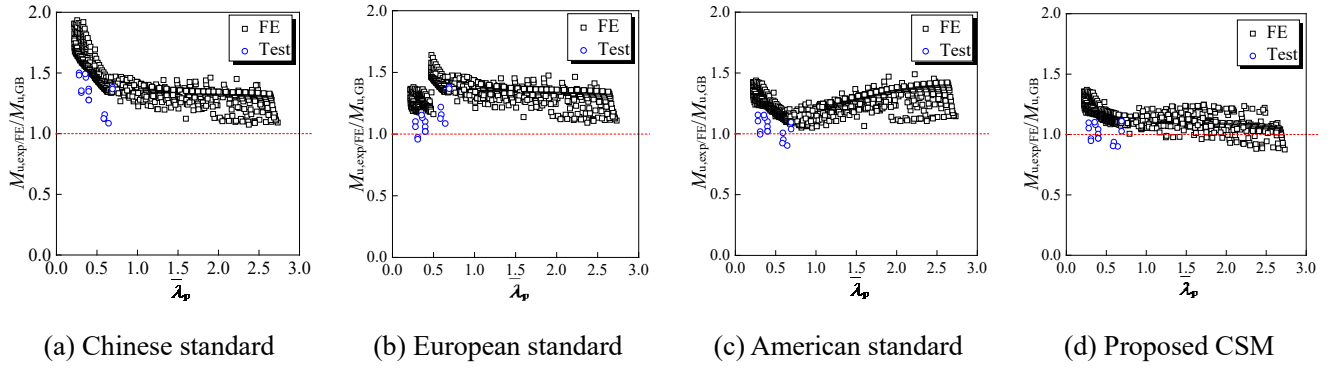 2.0
1.5
1.0
0.5
0.0
M_u,exp/FE/M_u,GB
FE
Test
0.0 0.5 1.0 1.5 2.0 2.5 3.0
λ̄_p
(a) Chinese standard
2.0
1.5
1.0
0.5
0.0
M_u,exp/FE/M_u,GB
FE
Test
0.0 0.5 1.0 1.5 2.0 2.5 3.0
λ̄_p
(b) European standard
2.0
1.5
1.0
0.5
0.0
M_u,exp/FE/M_u,GB
FE
Test
0.0 0.5 1.0 1.5 2.0 2.5 3.0
λ̄_p
(c) American standard
2.0
1.5
1.0
0.5
0.0
M_u,exp/FE/M_u,GB
FE
Test
0.0 0.5 1.0 1.5 2.0 2.5 3.0
λ̄_p
(d) Proposed CSM